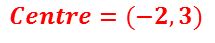 Centre = (−2, 3)